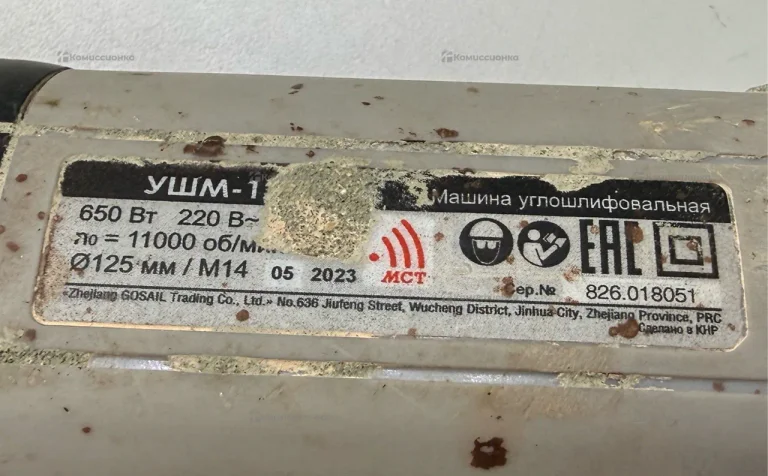 Комиссионко Комиссионко
УШМ-1 Машина углошлифовальная
650 Вт 220 В~
n₀ = 11000 об/ми
Ø125 мм / М14 05 2023 МСТ EAC
Сер.№ 826.018051
«Zhejiang GOSAIL Trading Co., Ltd.» No.636 Jiufeng Street, Wucheng District, Jinhua City, Zhejiang Province, PRC
Сделано в КНР